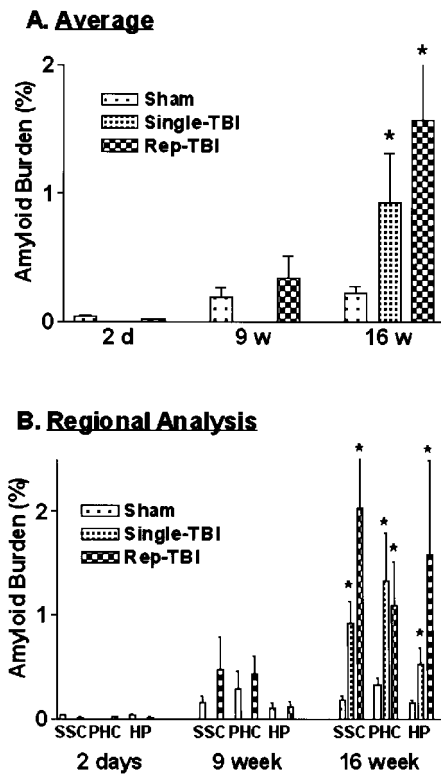 A. Average
Amyloid Burden (%)
2
1
0
Sham
Single-TBI
Rep-TBI
*
*
2 d
9 w
16 w
B. Regional Analysis
Amyloid Burden (%)
2
1
0
Sham
Single-TBI
Rep-TBI
*
*
*
*
*
*
SSC PHC HP
SSC PHC HP
SSC PHC HP
2 days
9 week
16 week